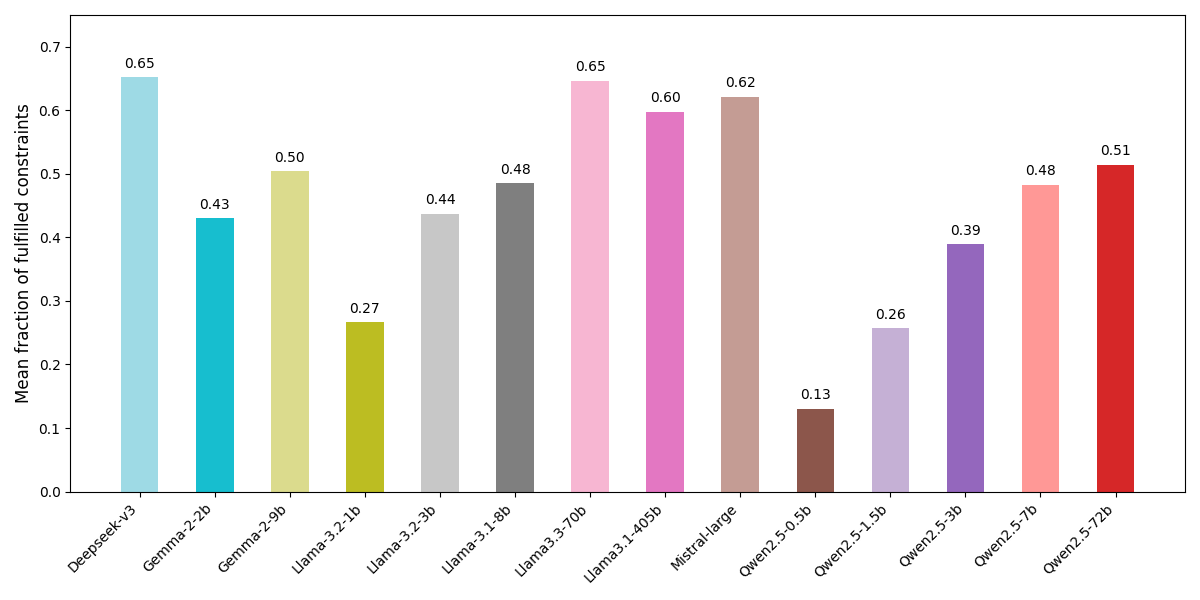 Mean fraction of fulfilled constraints
0.7
0.6
0.5
0.4
0.3
0.2
0.1
0.0
0.65
0.43
0.50
0.27
0.44
0.48
0.65
0.60
0.62
0.13
0.26
0.39
0.48
0.51
Deepseek-v3
Gemma-2-2b
Gemma-2-9b
Llama-3.2-1b
Llama-3.2-3b
Llama-3.1-8b
Llama3.3-70b
Llama3.1-405b
Mistral-large
Qwen2.5-0.5b
Qwen2.5-1.5b
Qwen2.5-3b
Qwen2.5-7b
Qwen2.5-72b